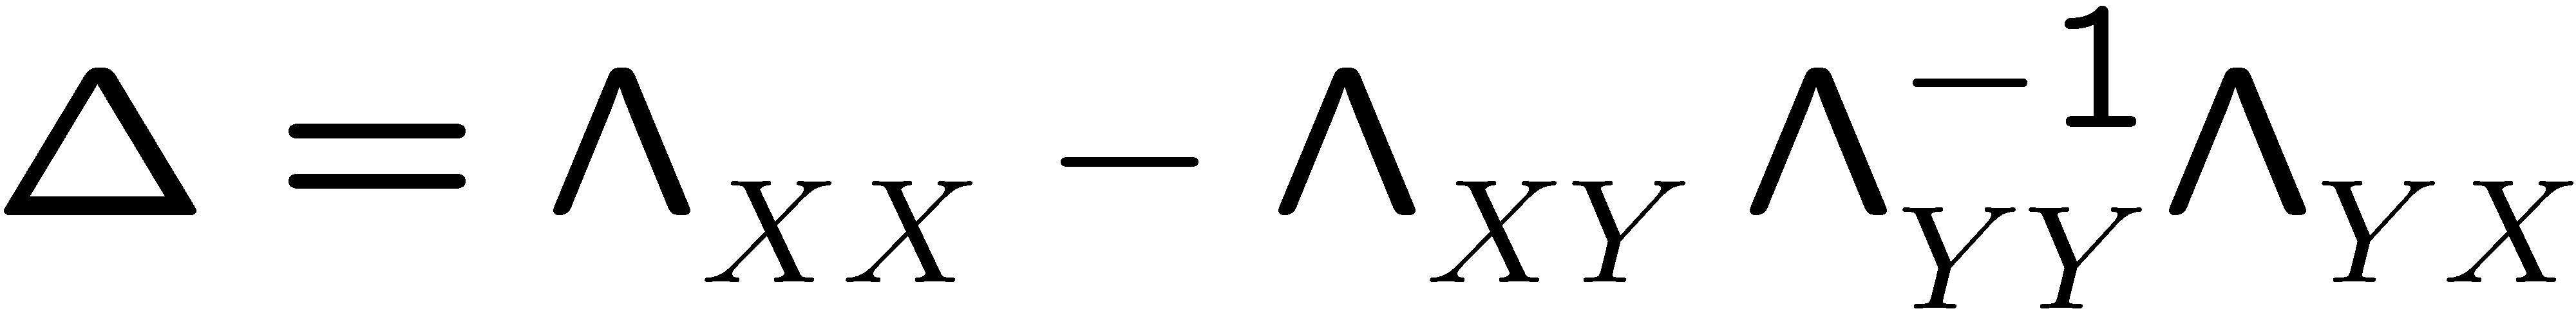 Δ = Λ_{XX} − Λ_{XY} Λ_{YY}^{−1} Λ_{YX}